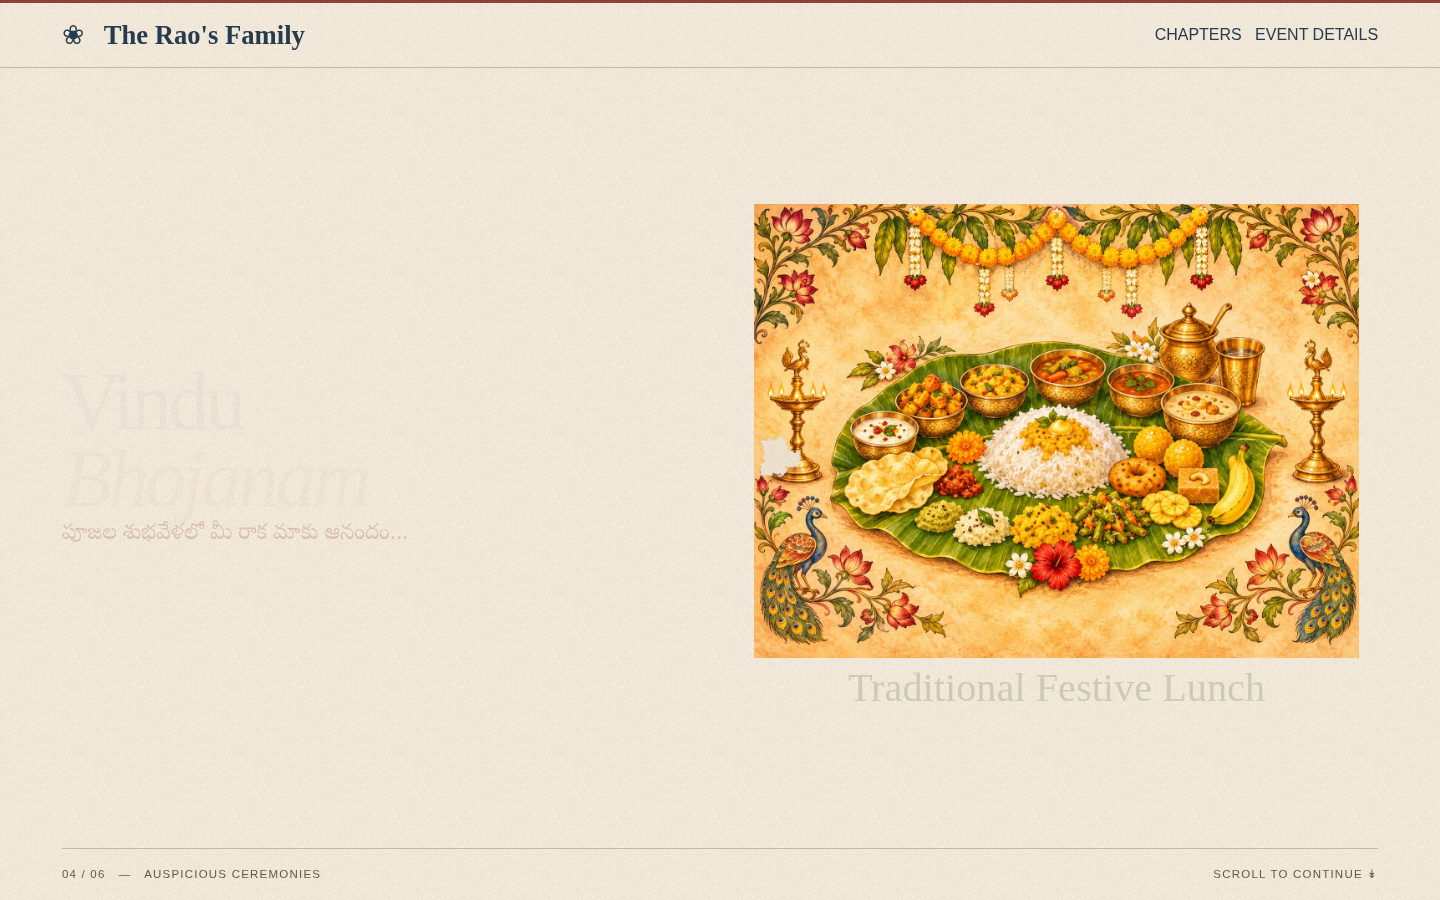 ❀ The Rao's Family
CHAPTERS EVENT DETAILS
Vindu
Bhojanam
పూజల శుభవేళలో మీ రాక మాకు ఆనందం...
Traditional Festive Lunch
04 / 06 — AUSPICIOUS CEREMONIES
SCROLL TO CONTINUE ↡